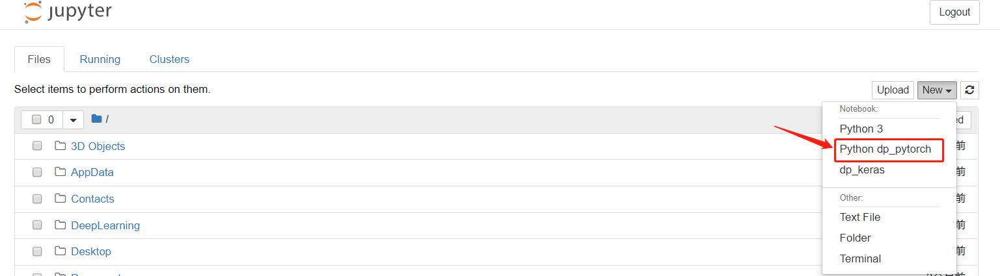 jupyter
Logout
Files Running Clusters
Select items to perform actions on them.
Upload New
0 /
Notebook:
Python 3
Python dp_pytorch
dp_keras
Other:
Text File
Folder
Terminal
ed
3D Objects
前
AppData
前
Contacts
前
DeepLearning
前
Desktop
前